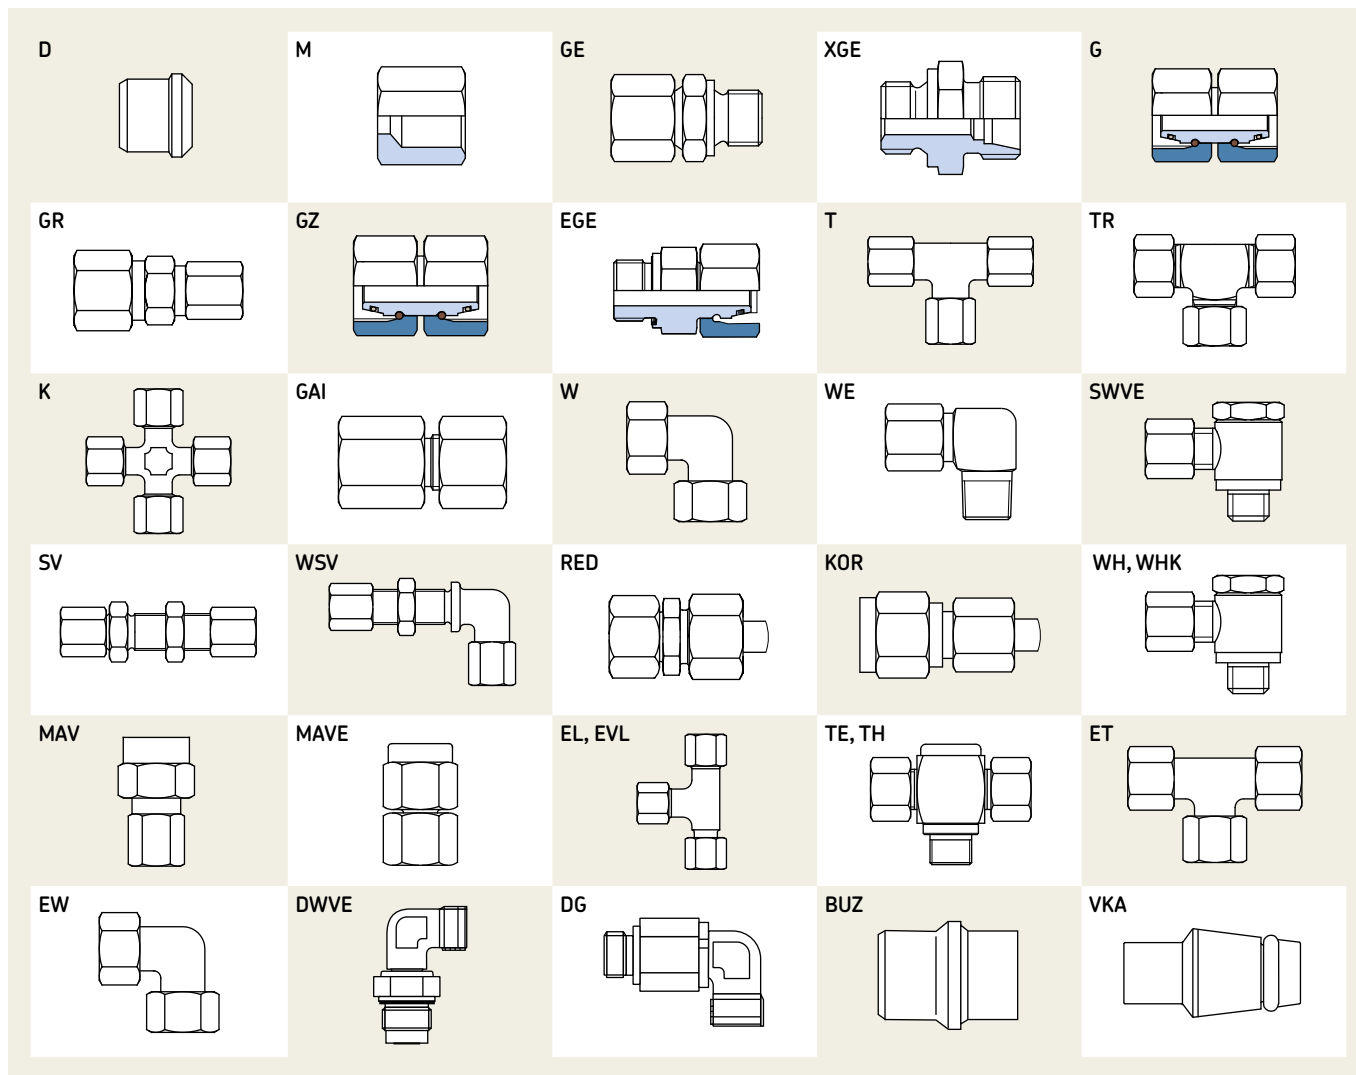 D
M
GE
XGE
G
GR
GZ
EGE
T
TR
K
GAI
W
WE
SWVE
SV
WSV
RED
KOR
WH, WHK
MAV
MAVE
EL, EVL
TE, TH
ET
EW
DWVE
DG
BUZ
VKA